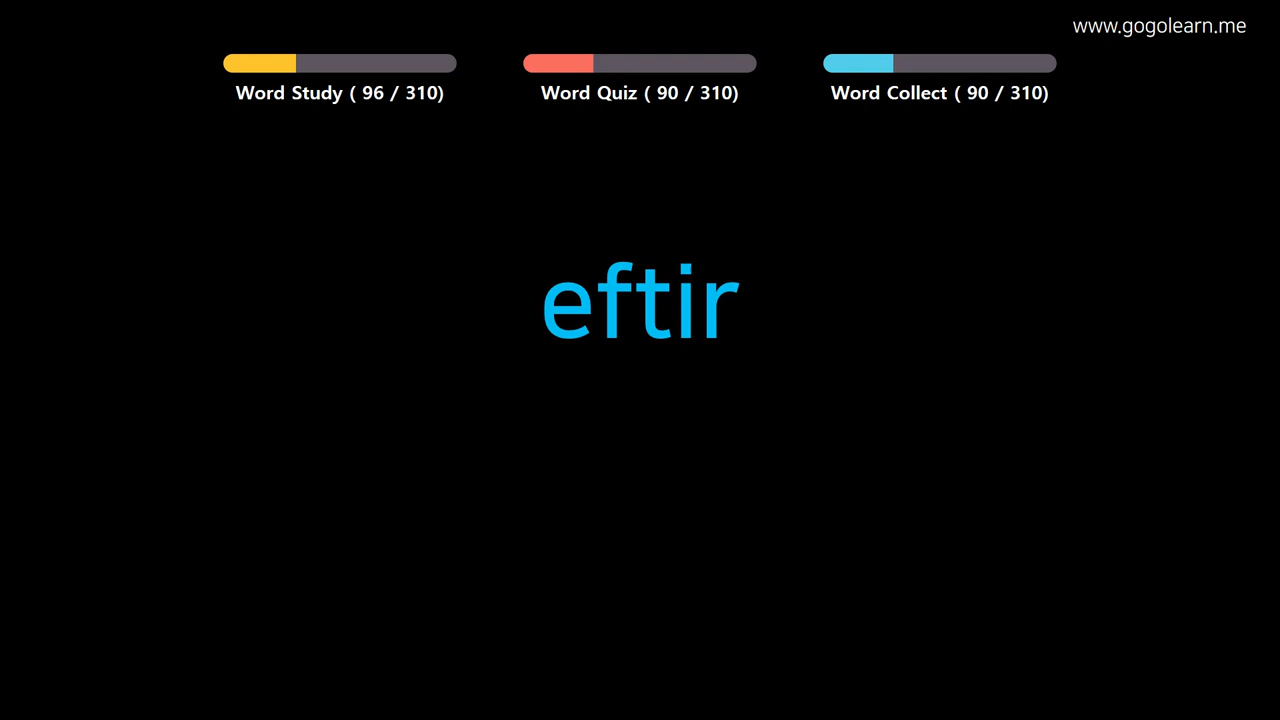 www.gogolearn.me
Word Study ( 96 / 310)
Word Quiz ( 90 / 310)
Word Collect ( 90 / 310)
eftir